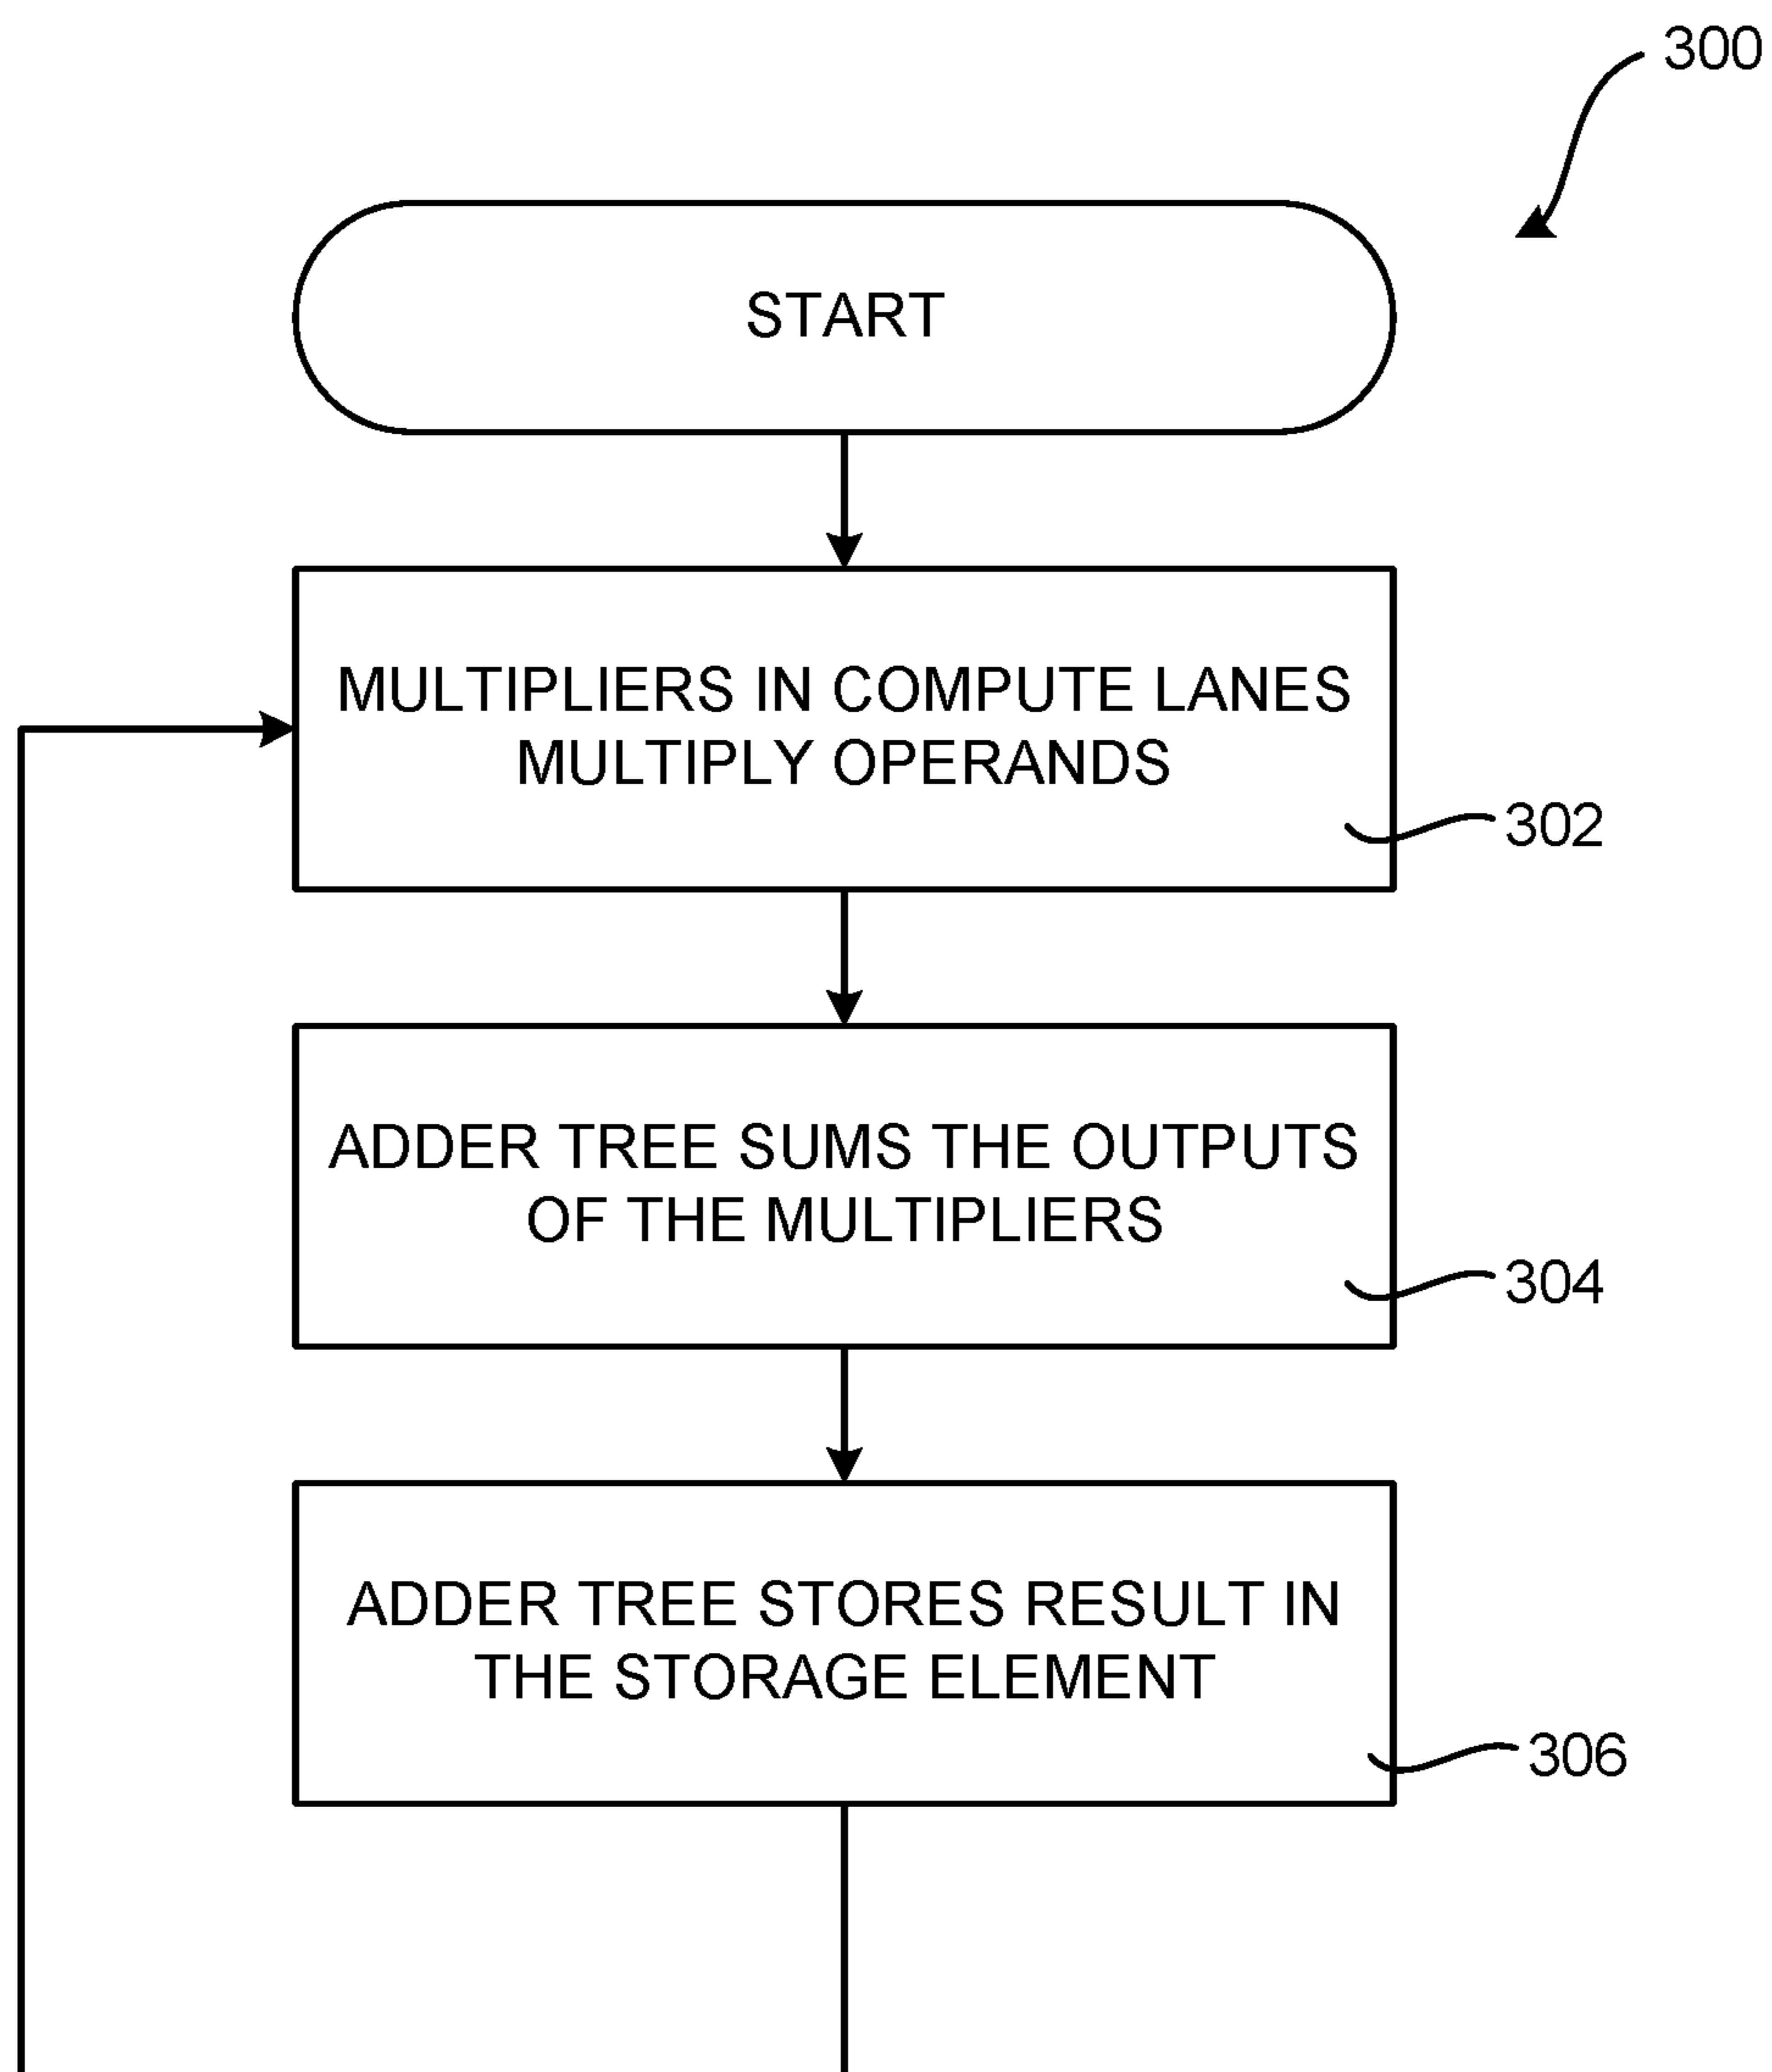 300
START
MULTIPLIERS IN COMPUTE LANES
MULTIPLY OPERANDS
302
ADDER TREE SUMS THE OUTPUTS
OF THE MULTIPLIERS
304
ADDER TREE STORES RESULT IN
THE STORAGE ELEMENT
306